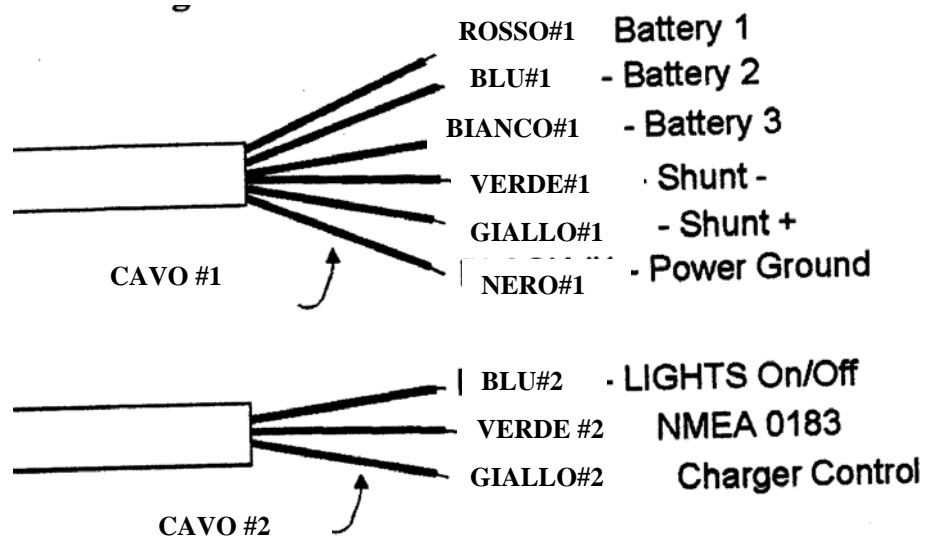 ROSSO#1 Battery 1
BLU#1 - Battery 2
BIANCO#1 - Battery 3
VERDE#1 - Shunt -
GIALLO#1 - Shunt +
NERO#1 - Power Ground
CAVO #1
BLU#2 - LIGHTS On/Off
VERDE #2 NMEA 0183
GIALLO#2 Charger Control
CAVO #2